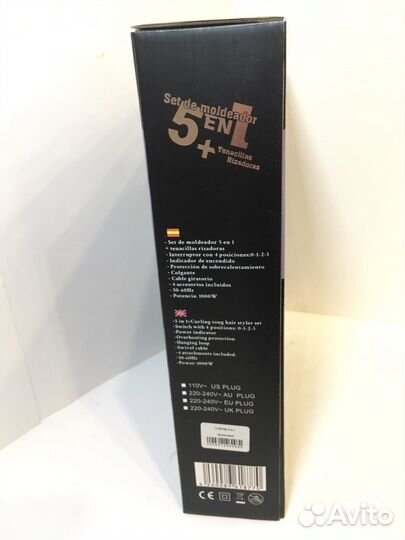 Set de moldeador
5 EN 1
+ Tenacillas
Rizadoras
- Set de moldeador 5 en 1
+ tenacillas rizadoras
- Interruptor con 4 posiciones:0-1-2-3
- Indicador de encendido
- Protección de sobrecalentamiento
- Colgante
- Cable giratorio
- 4 accesorios incluidos
- 50-60Hz
- Potencia: 1000W
- 5 in 1+Curling tong hair styler set
- Switch with 4 positions: 0-1-2-3
- Power indicator
- Overheating protection
- Hanging loop
- Swivel cable
- 4 attachments included.
- 50-60Hz
- Power: 1000W
110V~ US PLUG
220-240V~ AU PLUG
220-240V~ EU PLUG
220-240V~ UK PLUG
CE
Avito